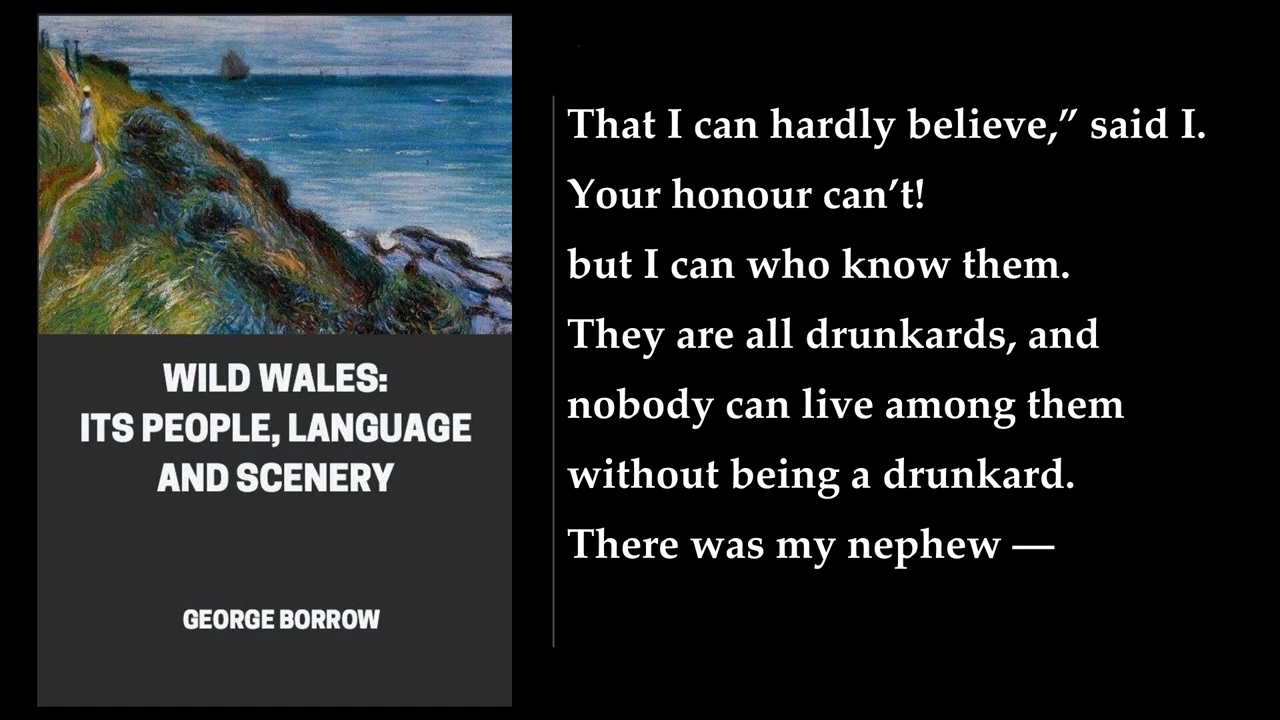 WILD WALES:
ITS PEOPLE, LANGUAGE
AND SCENERY
GEORGE BORROW
That I can hardly believe,” said I.
Your honour can’t!
but I can who know them.
They are all drunkards, and
nobody can live among them
without being a drunkard.
There was my nephew —